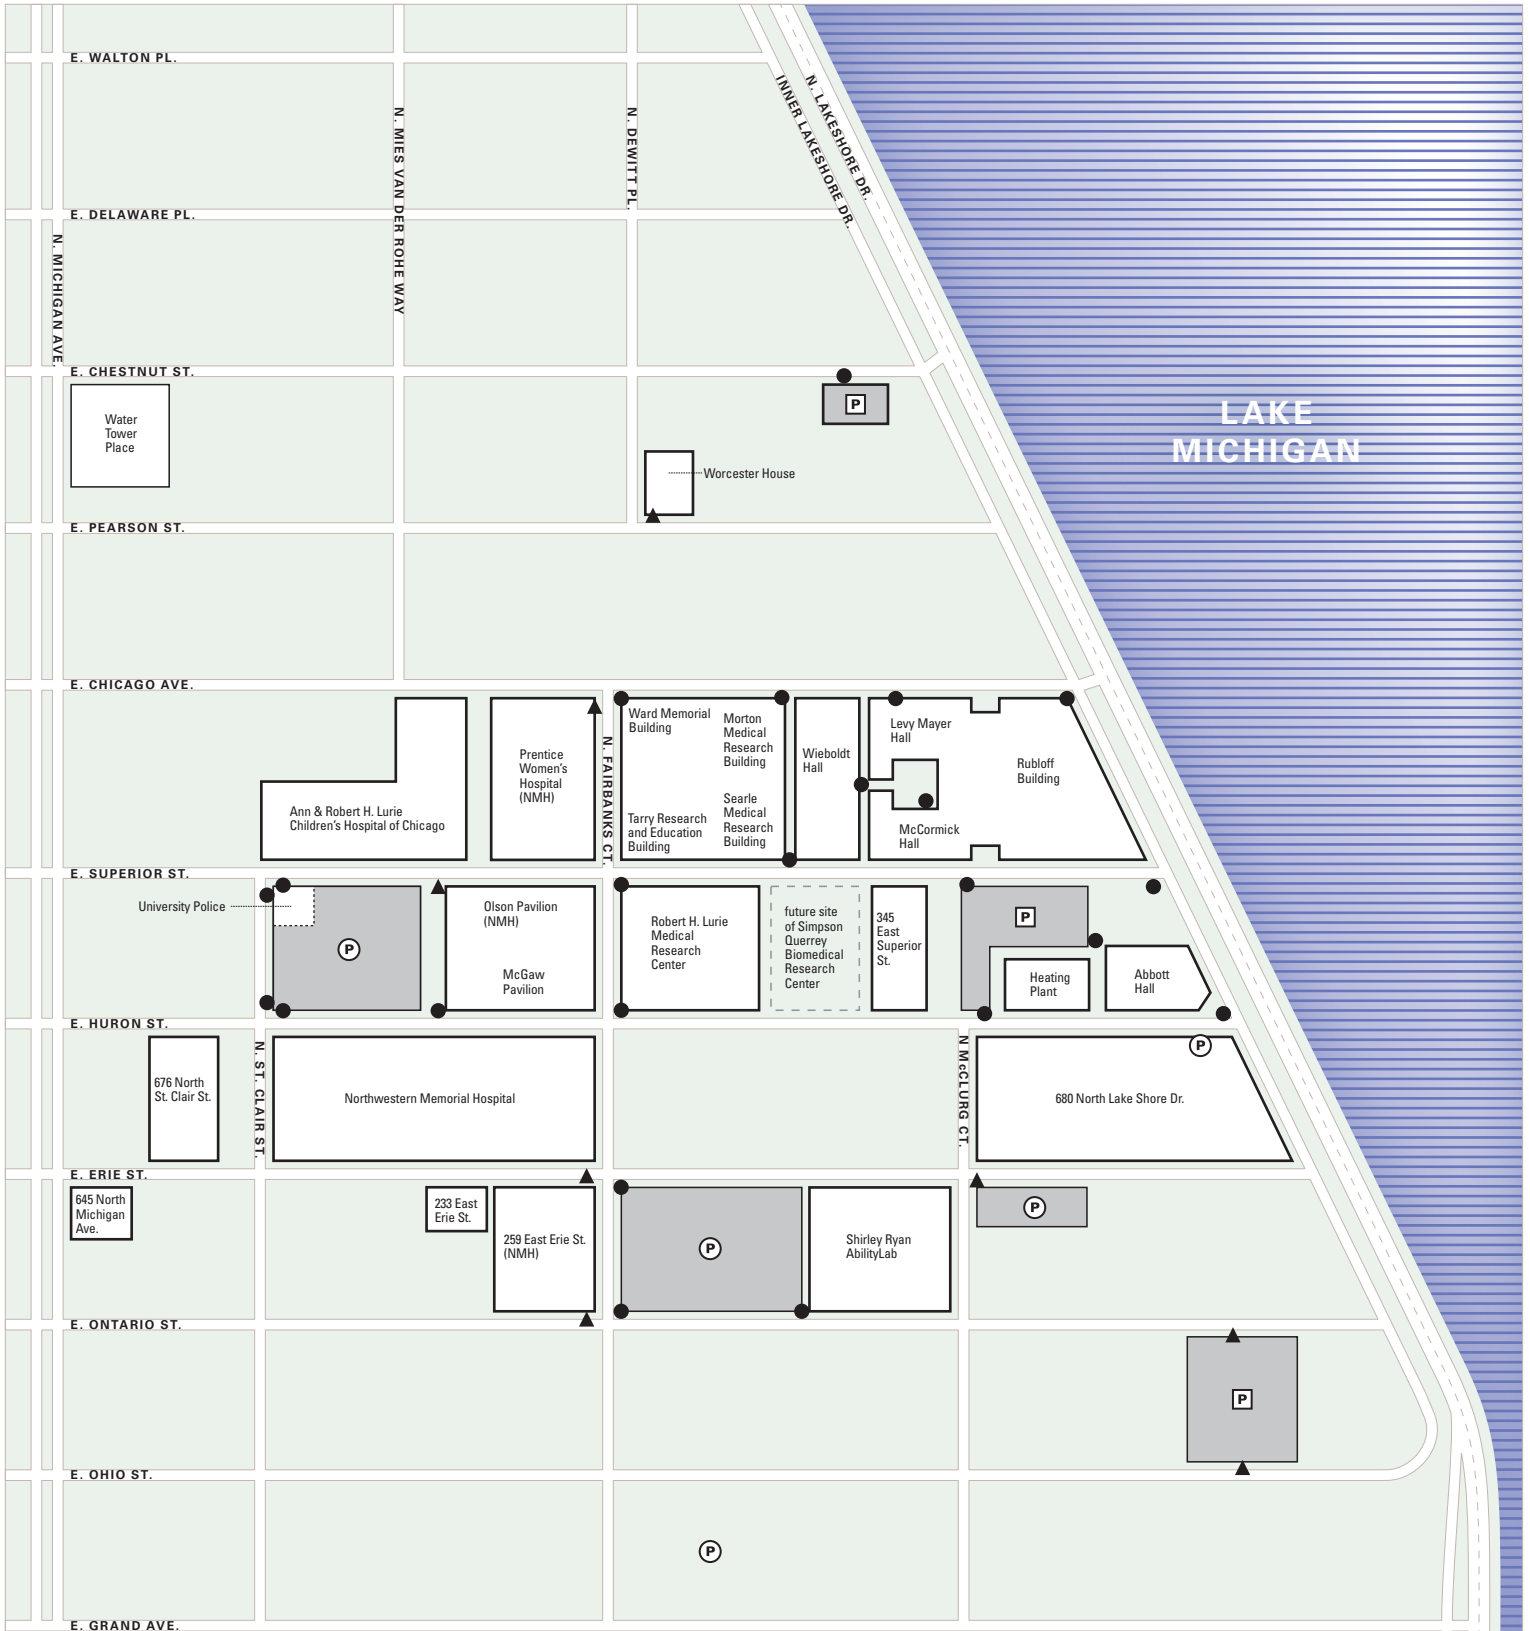 E. WALTON PL.
N. LAKESHORE DR.
INNER LAKESHORE DR.
N. MIES VAN DER ROHE WAY
N. DEWITT PL.
E. DELAWARE PL.
N. MICHIGAN AVE.
E. CHESTNUT ST.
P
Water
Tower
Place
LAKE
MICHIGAN
Worcester House
E. PEARSON ST.
E. CHICAGO AVE.
Ward Memorial
Building
Morton
Medical
Research
Building
Levy Mayer
Hall
Prentice
Women's
Hospital
(NMH)
N. FAIRBANKS CT.
Wieboldt
Hall
Rubloff
Building
Ann & Robert H. Lurie
Children's Hospital of Chicago
Tarry Research
and Education
Building
Searle
Medical
Research
Building
McCormick
Hall
E. SUPERIOR ST.
University Police
P
Olson Pavilion
(NMH)
McGaw
Pavilion
Robert H. Lurie
Medical
Research
Center
future site
of Simpson
Querrey
Biomedical
Research
Center
345
East
Superior
St.
P
Heating
Plant
Abbott
Hall
E. HURON ST.
676 North
St. Clair St.
N. ST. CLAIR ST.
Northwestern Memorial Hospital
N McCLURG CT.
P
680 North Lake Shore Dr.
E. ERIE ST.
645 North
Michigan
Ave.
233 East
Erie St.
259 East Erie St.
(NMH)
P
Shirley Ryan
AbilityLab
P
E. ONTARIO ST.
P
E. OHIO ST.
P
E. GRAND AVE.